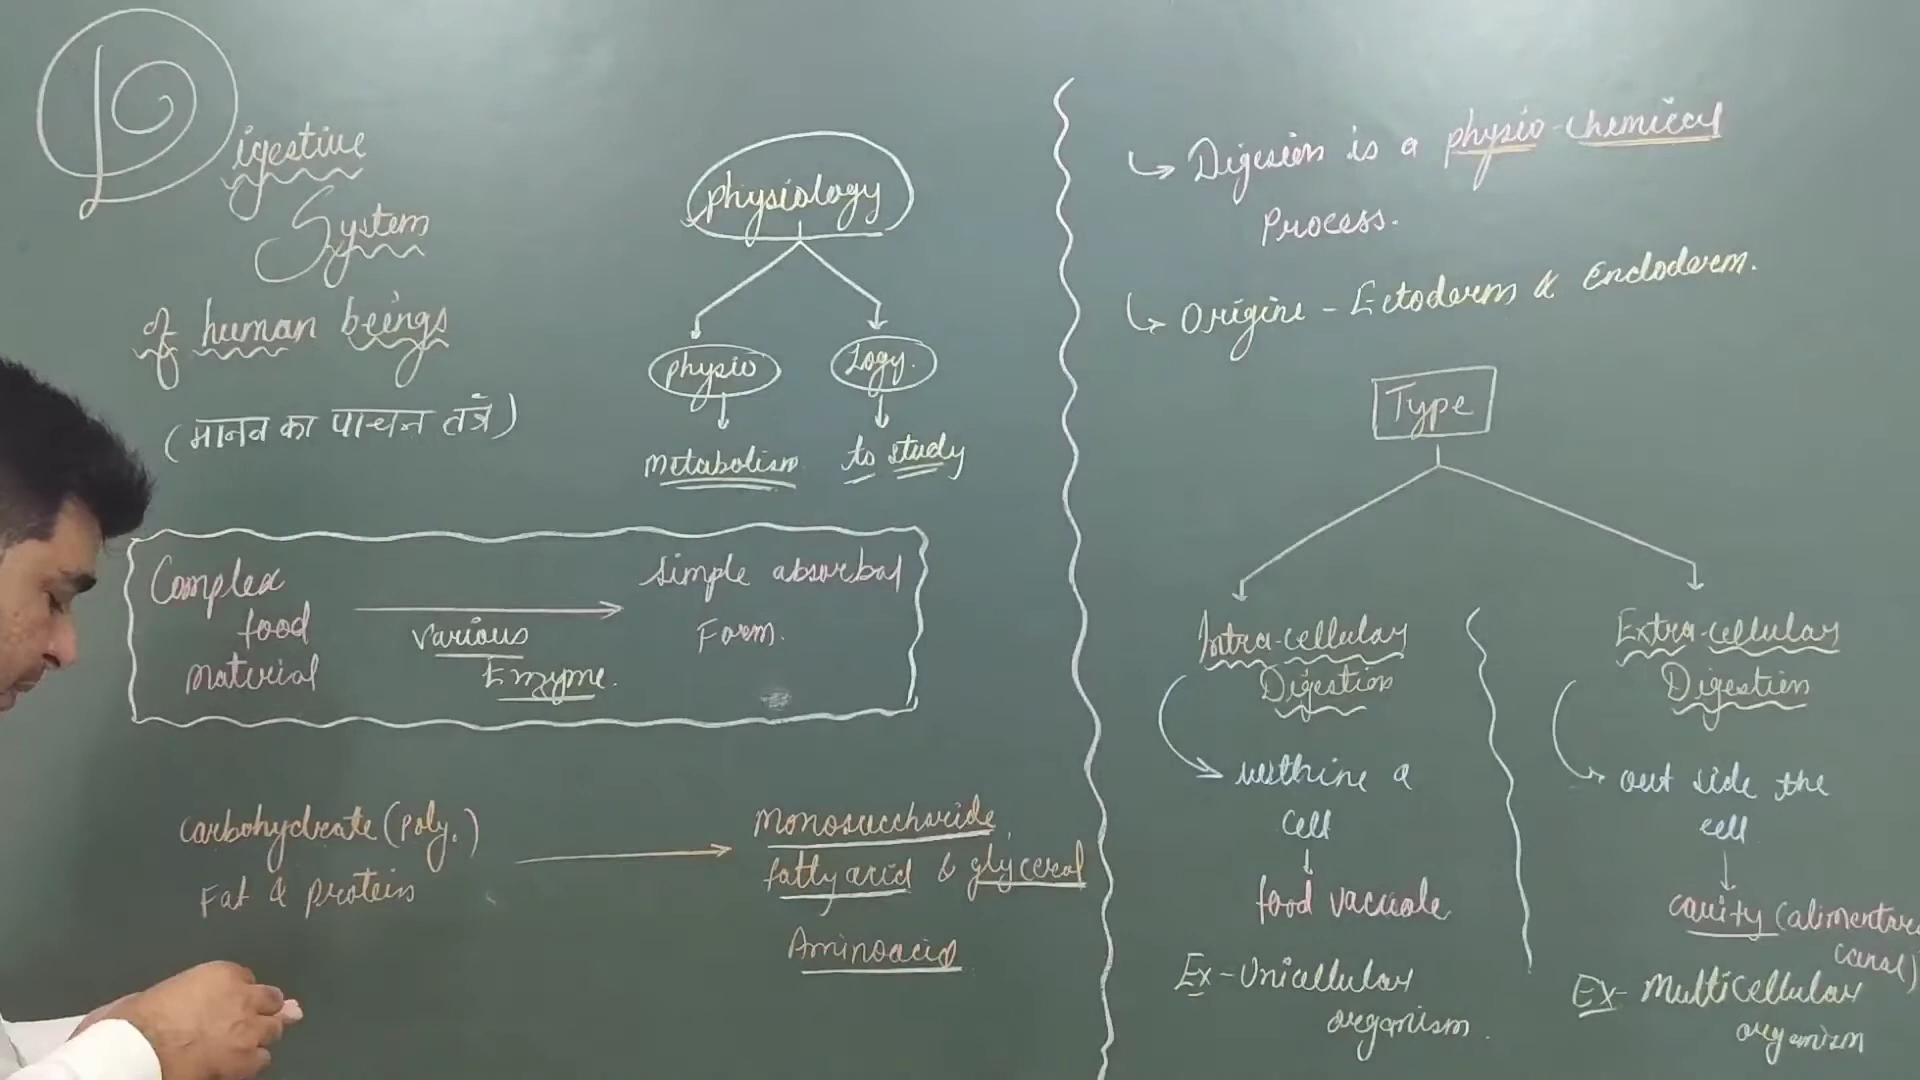 Digestive
System
of human beings
(मानव का पाचन तंत्र)
physiology
physio
Logy.
Metabolism
to study
Complex
food
material
various
Enzyme.
Simple absorbal
Form.
carbohydrate (poly.)
Fat & protein
monosaccharide,
fatty acid & glycerol
Aminoacid
Digesion is a physio-chemical
Process.
Origine - Ectoderm & Endoderm.
Type
Intra-cellular
Digestion
withine a
cell
food vacuole
Ex-Unicellular
organism.
Extra-cellular
Digestion
out side the
cell
cavity (alimentary
canal)
Ex- Multicellular
organism